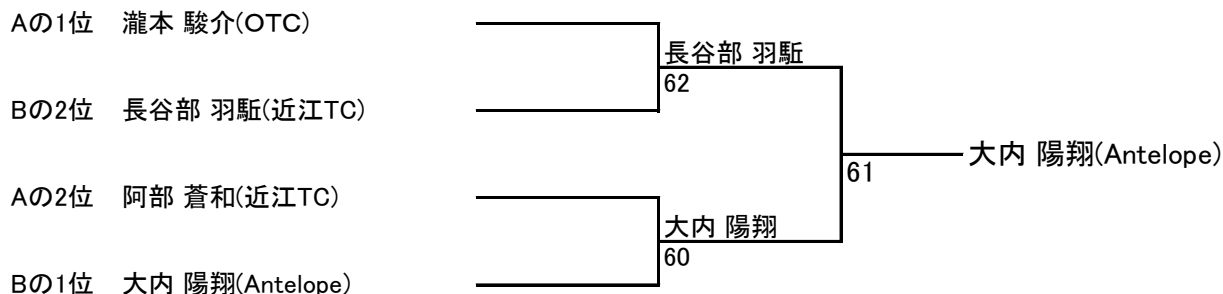 Aの1位 瀧本 駿介(OTC)
長谷部 羽駈
62
Bの2位 長谷部 羽駈(近江TC)
大内 陽翔(Antelope)
61
Aの2位 阿部 蒼和(近江TC)
大内 陽翔
60
Bの1位 大内 陽翔(Antelope)